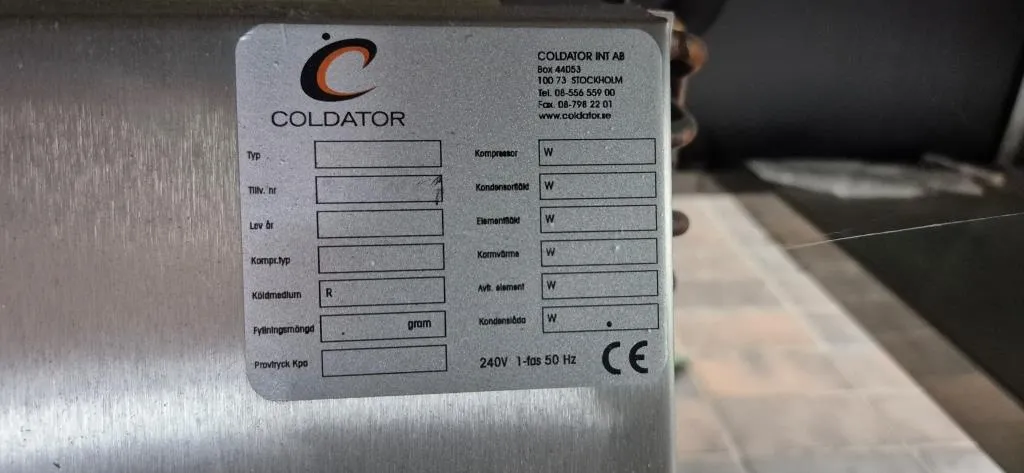 COLDATOR
COLDATOR INT AB
Box 44053
100 73 STOCKHOLM
Tel. 08-556 559 00
Fax. 08-798 22 01
www.coldator.se
Typ
Tillv. nr
Lev år
Kompr.typ
Köldmedium R
Fyllningsmängd gram
Provtryck Kpa
Kompressor W
Kondensorfläkt W
Elementfläkt W
Karmvärme W
Avfr. element W
Kondenslåda W
240V 1-fas 50 Hz CE